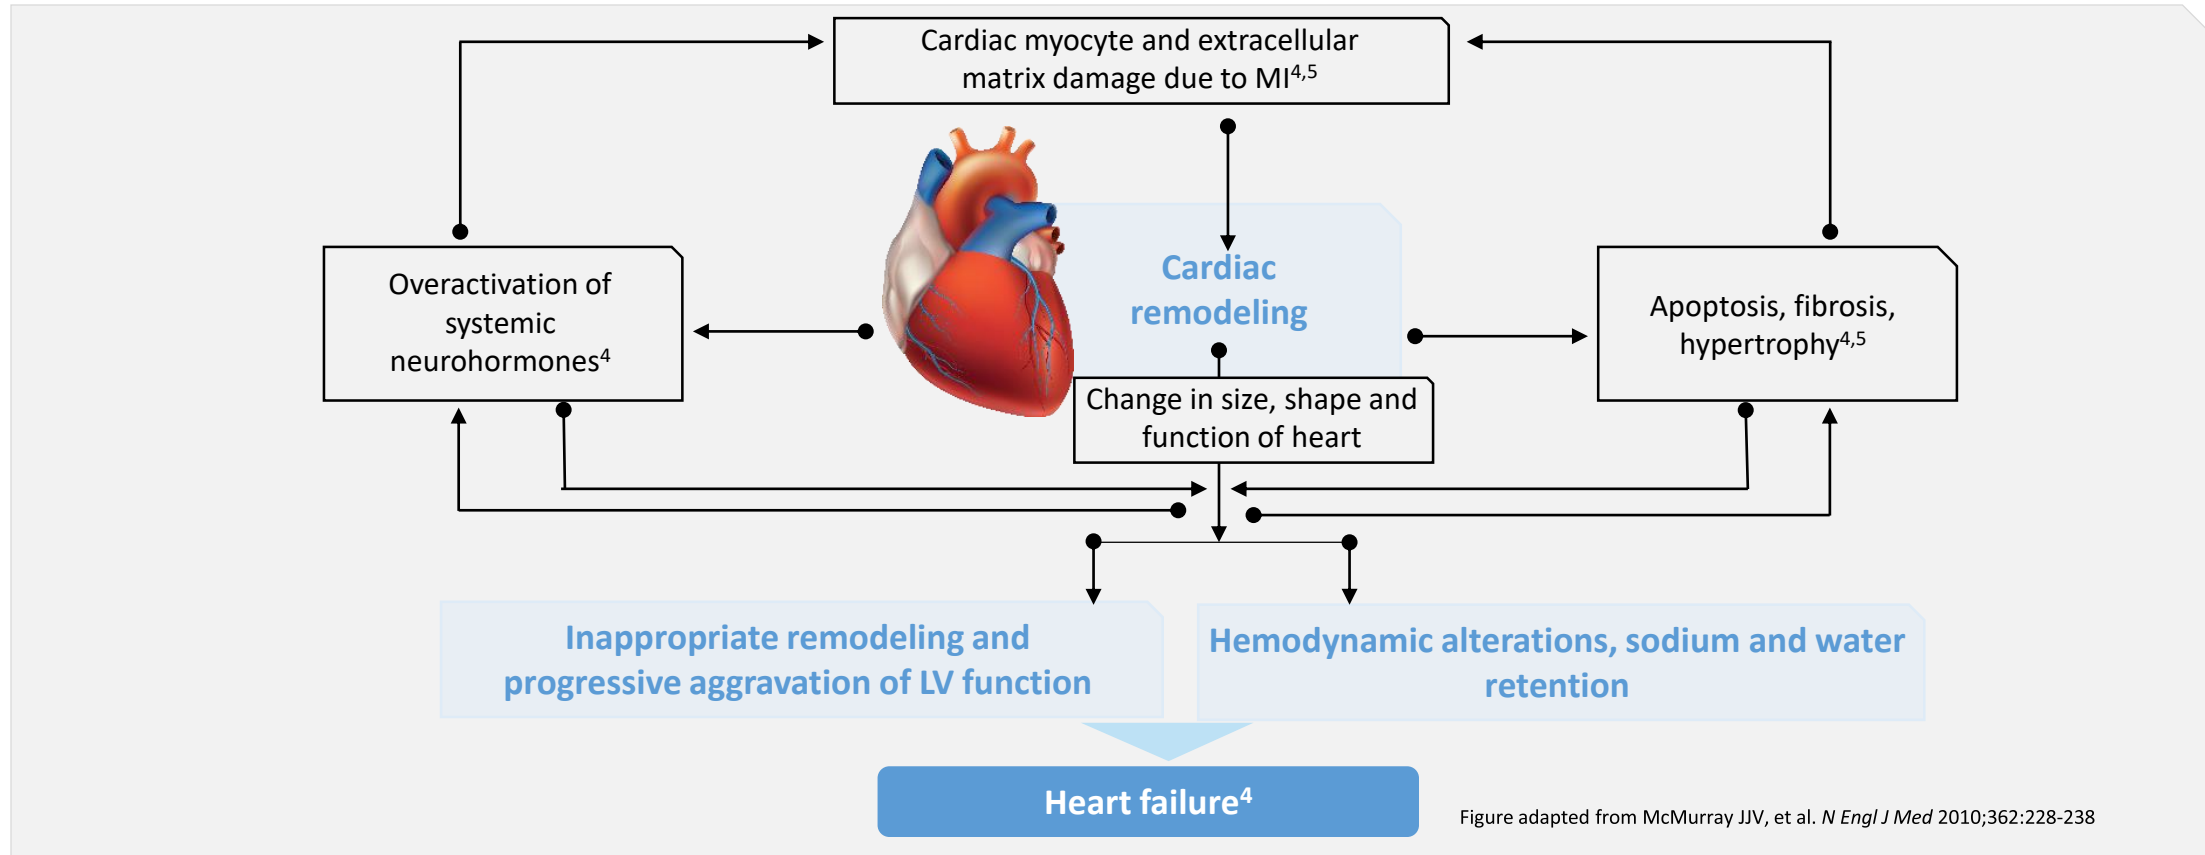 Cardiac myocyte and extracellular
matrix damage due to MI4,5
Overactivation of
systemic
neurohormones4
Cardiac
remodeling
Apoptosis, fibrosis,
hypertrophy4,5
Change in size, shape and
function of heart
Inappropriate remodeling and
progressive aggravation of LV function
Hemodynamic alterations, sodium and water
retention
Heart failure4
Figure adapted from McMurray JJV, et al. N Engl J Med 2010;362:228-238